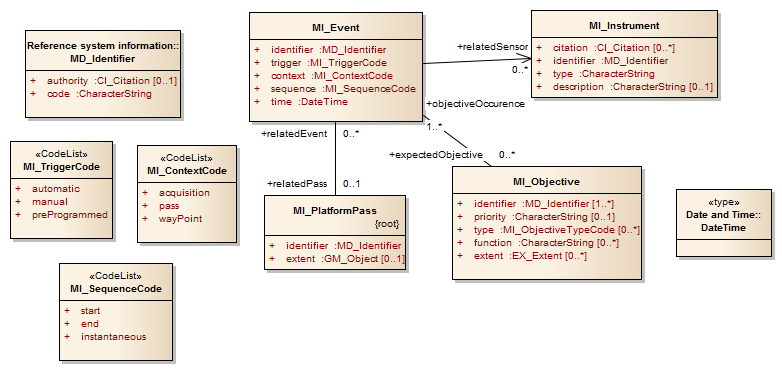 MI_Event
+ identifier :MD_Identifier
+ trigger :MI_TriggerCode
+ context :MI_ContextCode
+ sequence :MI_SequenceCode
+ time :DateTime
MI_Instrument
+ citation :CI_Citation [0..*]
+ identifier :MD_Identifier
+ type :CharacterString
+ description :CharacterString [0..1]
Reference system information::
MD_Identifier
+ authority :CI_Citation [0..1]
+ code :CharacterString
+relatedSensor
0..*
+objectiveOccurence
1..*
+relatedEvent
0..*
+expectedObjective
0..*
+relatedPass
0..1
«CodeList»
MI_TriggerCode
+ automatic
+ manual
+ preProgrammed
«CodeList»
MI_ContextCode
+ acquisition
+ pass
+ wayPoint
MI_PlatformPass
{root}
+ identifier :MD_Identifier
+ extent :GM_Object [0..1]
MI_Objective
+ identifier :MD_Identifier [1..*]
+ priority :CharacterString [0..1]
+ type :MI_ObjectiveTypeCode [0..*]
+ function :CharacterString [0..*]
+ extent :EX_Extent [0..*]
«type»
Date and Time::
DateTime
«CodeList»
MI_SequenceCode
+ start
+ end
+ instantaneous